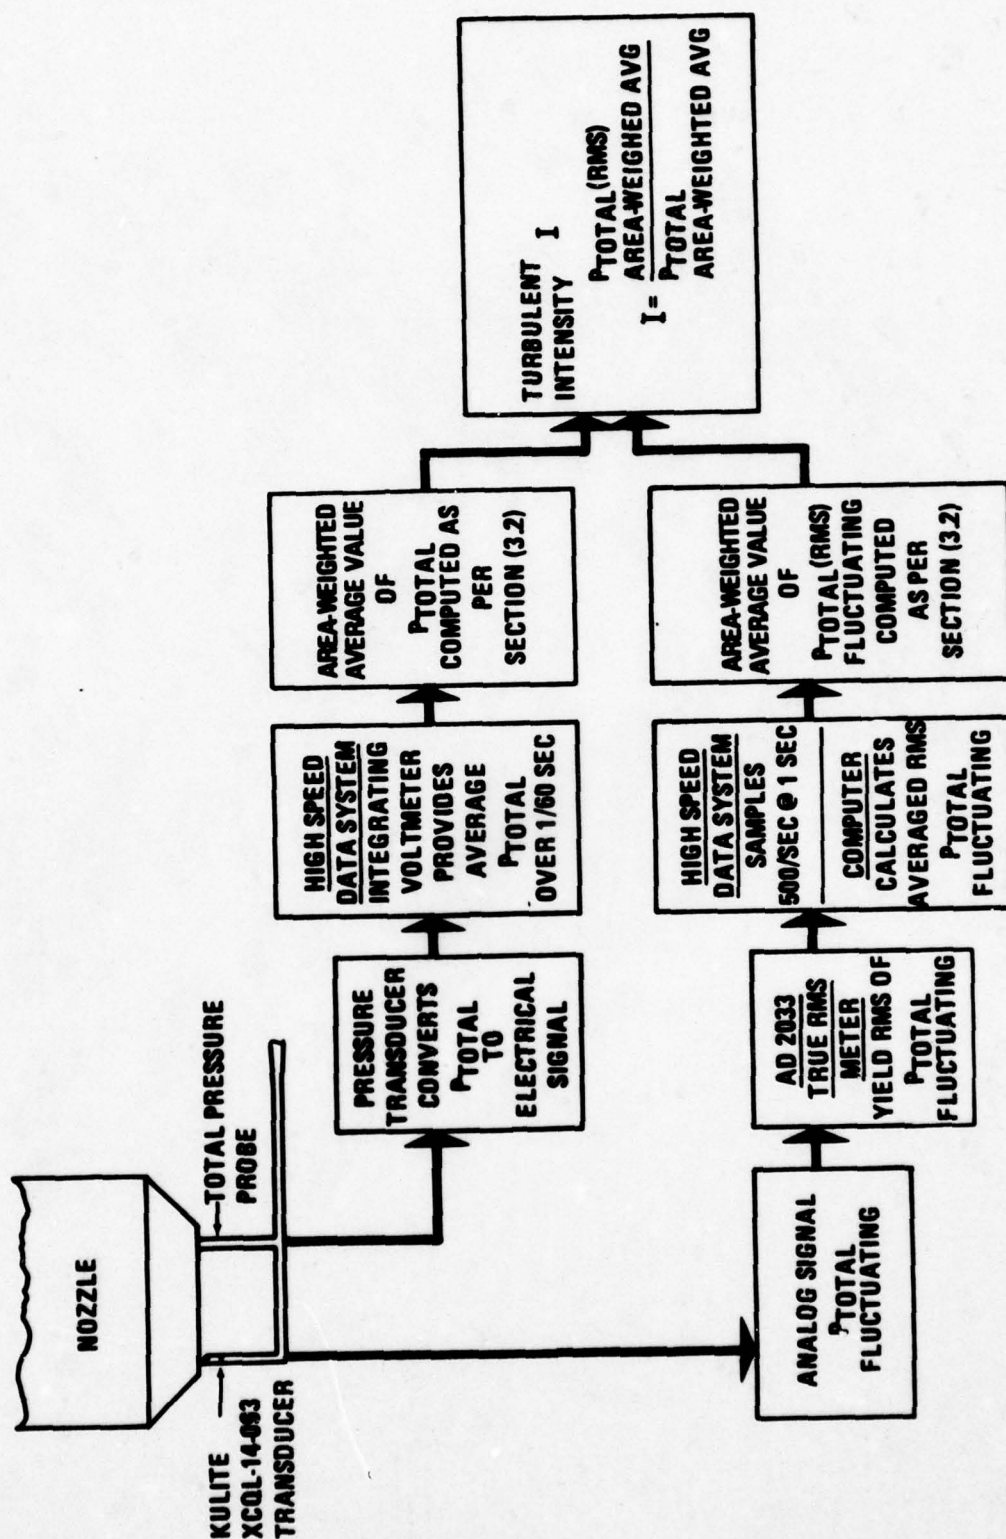 NOZZLE
TOTAL PRESSURE
PROBE
KULITE
XCQL-14-093
TRANSDUCER
PRESSURE
TRANSDUCER
CONVERTS
PTOTAL
TO
ELECTRICAL
SIGNAL
HIGH SPEED
DATA SYSTEM
INTEGRATING
VOLTMETER
PROVIDES
AVERAGE
PTOTAL
OVER 1/60 SEC
AREA-WEIGHTED
AVERAGE VALUE
OF
PTOTAL
COMPUTED AS
PER
SECTION (3.2)
ANALOG SIGNAL
PTOTAL
FLUCTUATING
AD 2033
TRUE RMS
METER
YIELD RMS OF
PTOTAL
FLUCTUATING
HIGH SPEED
DATA SYSTEM
SAMPLES
500/SEC @ 1 SEC
COMPUTER
CALCULATES
AVERAGED RMS
PTOTAL
FLUCTUATING
AREA-WEIGHTED
AVERAGE VALUE
OF
PTOTAL(RMS)
FLUCTUATING
COMPUTED
AS PER
SECTION (3.2)
TURBULENT
INTENSITY I
PTOTAL(RMS)
AREA-WEIGHED AVG
I=
PTOTAL
AREA-WEIGHTED AVG